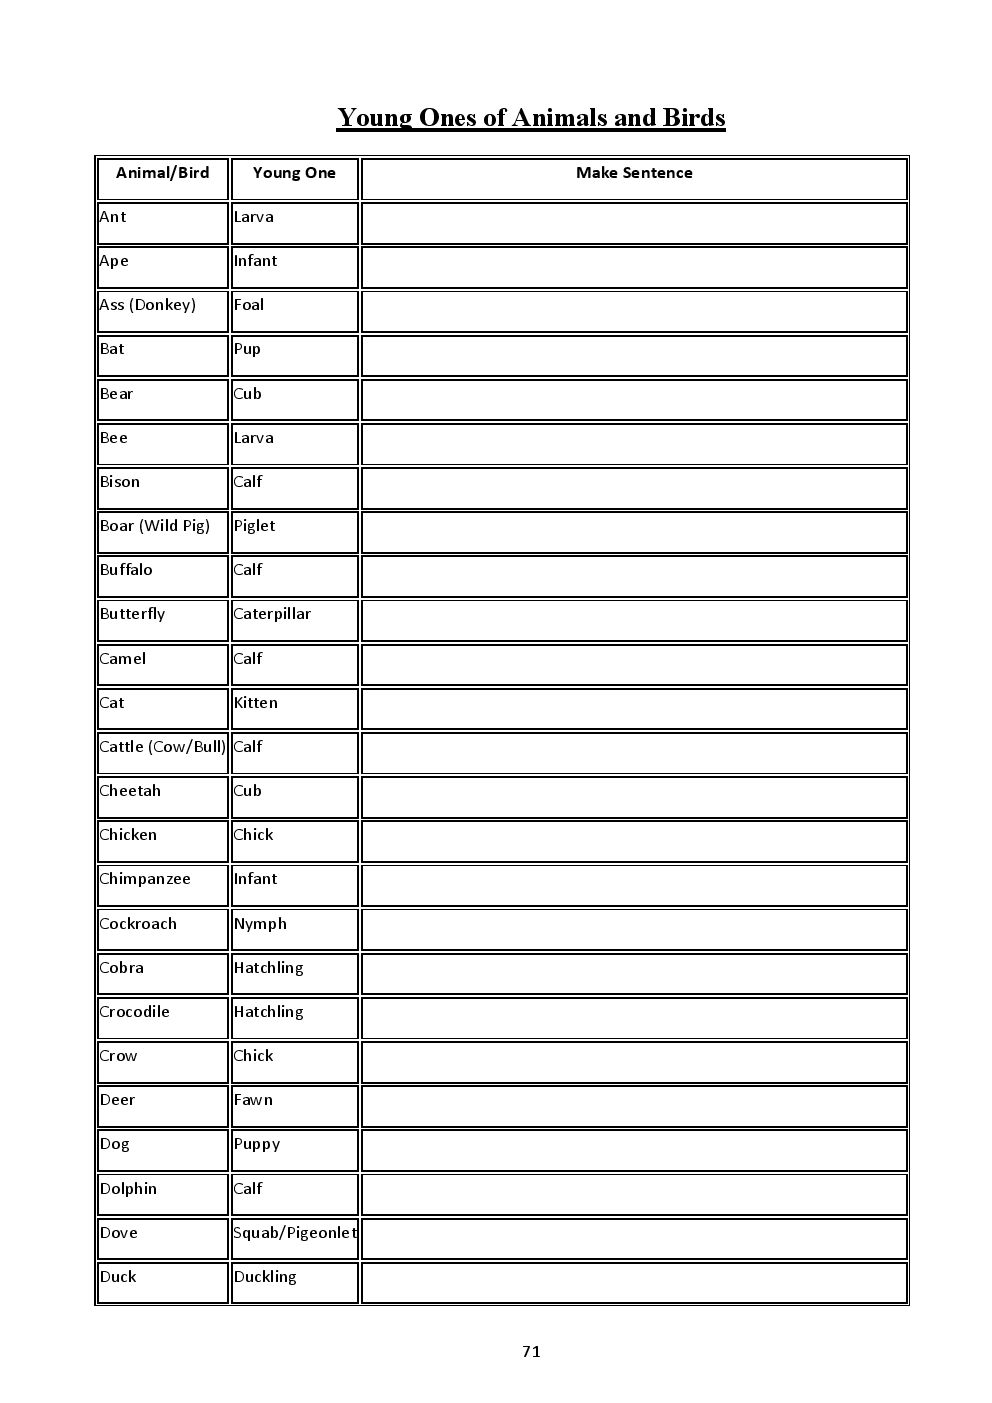 Young Ones of Animals and Birds
Animal/Bird Young One Make Sentence
Ant Larva
Ape Infant
Ass (Donkey) Foal
Bat Pup
Bear Cub
Bee Larva
Bison Calf
Boar (Wild Pig) Piglet
Buffalo Calf
Butterfly Caterpillar
Camel Calf
Cat Kitten
Cattle (Cow/Bull) Calf
Cheetah Cub
Chicken Chick
Chimpanzee Infant
Cockroach Nymph
Cobra Hatchling
Crocodile Hatchling
Crow Chick
Deer Fawn
Dog Puppy
Dolphin Calf
Dove Squab/Pigeonlet
Duck Duckling
71